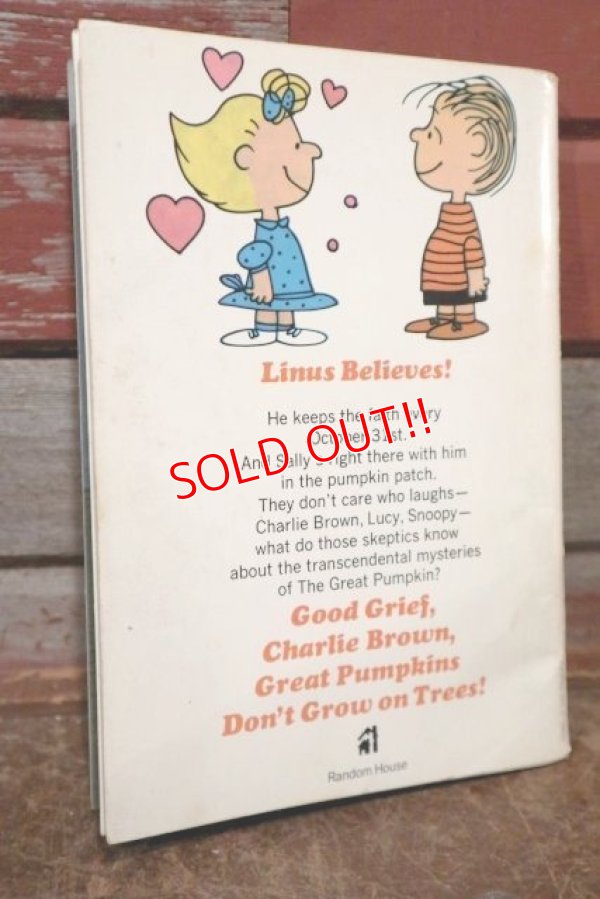 Linus Believes!
He keeps the faith every
October 31st.
And Sally's right there with him
in the pumpkin patch.
They don't care who laughs—
Charlie Brown, Lucy, Snoopy—
what do those skeptics know
about the transcendental mysteries
of The Great Pumpkin?
Good Grief,
Charlie Brown,
Great Pumpkins
Don't Grow on Trees!
Random House
SOLD OUT!!